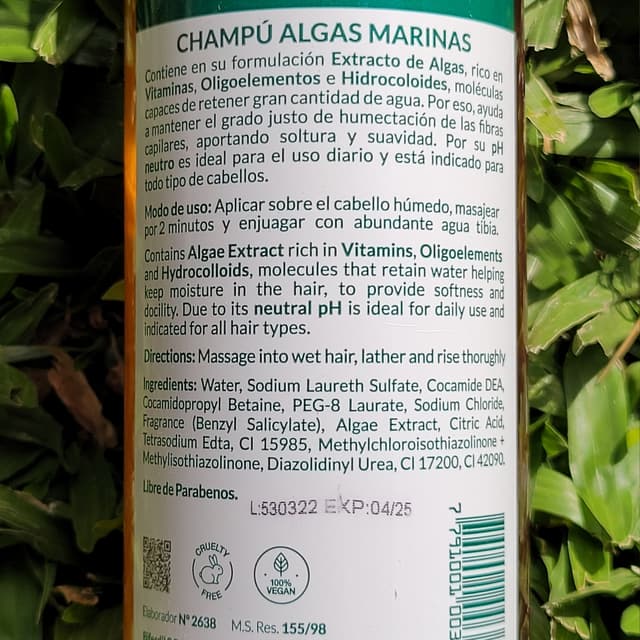 CHAMPÚ ALGAS MARINAS
Contiene en su formulación Extracto de Algas, rico en
Vitaminas, Oligoelementos e Hidrocoloides, moléculas
capaces de retener gran cantidad de agua. Por eso, ayuda
a mantener el grado justo de humectación de las fibras
capilares, aportando soltura y suavidad. Por su pH
neutro es ideal para el uso diario y está indicado para
todo tipo de cabellos.
Modo de uso: Aplicar sobre el cabello húmedo, masajear
por 2 minutos y enjuagar con abundante agua tibia.
Contains Algae Extract rich in Vitamins, Oligoelements
and Hydrocolloids, molecules that retain water helping
keep moisture in the hair, to provide softness and
docility. Due to its neutral pH is ideal for daily use and
indicated for all hair types.
Directions: Massage into wet hair, lather and rise thoroughly
Ingredients: Water, Sodium Laureth Sulfate, Cocamide DEA,
Cocamidopropyl Betaine, PEG-8 Laurate, Sodium Chloride,
Fragrance (Benzyl Salicylate), Algae Extract, Citric Acid,
Tetrasodium Edta, CI 15985, Methylchloroisothiazolinone +
Methylisothiazolinone, Diazolidinyl Urea, CI 17200, CI 42090.
Libre de Parabenos.
L:530322 EXP:04/25
CRUELTY
FREE
100%
VEGAN
Elaborador N° 2638 M.S. Res. 155/98